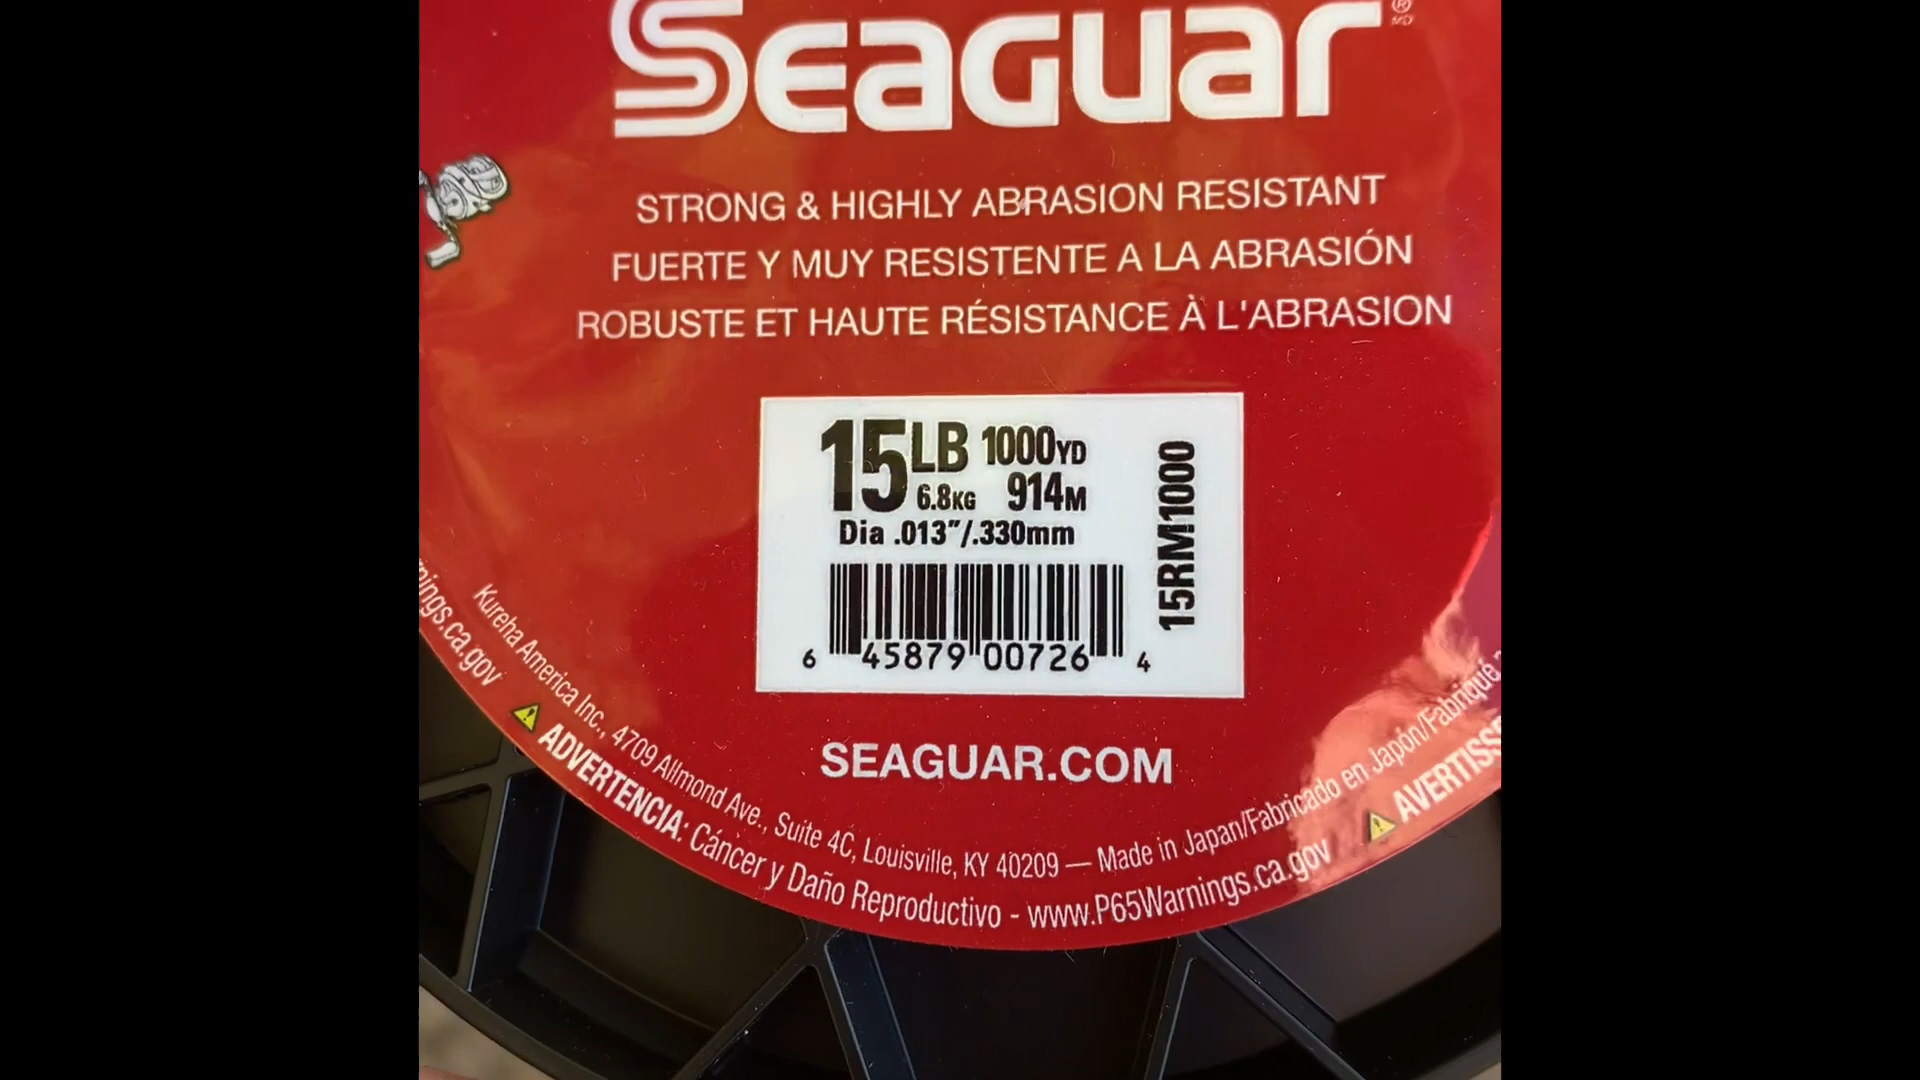 SEAGUAR ®
MD
STRONG & HIGHLY ABRASION RESISTANT
FUERTE Y MUY RESISTENTE A LA ABRASIÓN
ROBUSTE ET HAUTE RÉSISTANCE À L'ABRASION
15LB 1000YD
6.8KG 914M
Dia .013″/.330mm
15RM1000
6 45879 00726 4
SEAGUAR.COM
Kureha America Inc., 4709 Allmond Ave., Suite 4C, Louisville, KY 40209 — Made in Japan/Fabricado en Japón/Fabriqué
nings.ca.gov ADVERTENCIA: Cáncer y Daño Reproductivo - www.P65Warnings.ca.gov AVERTISS